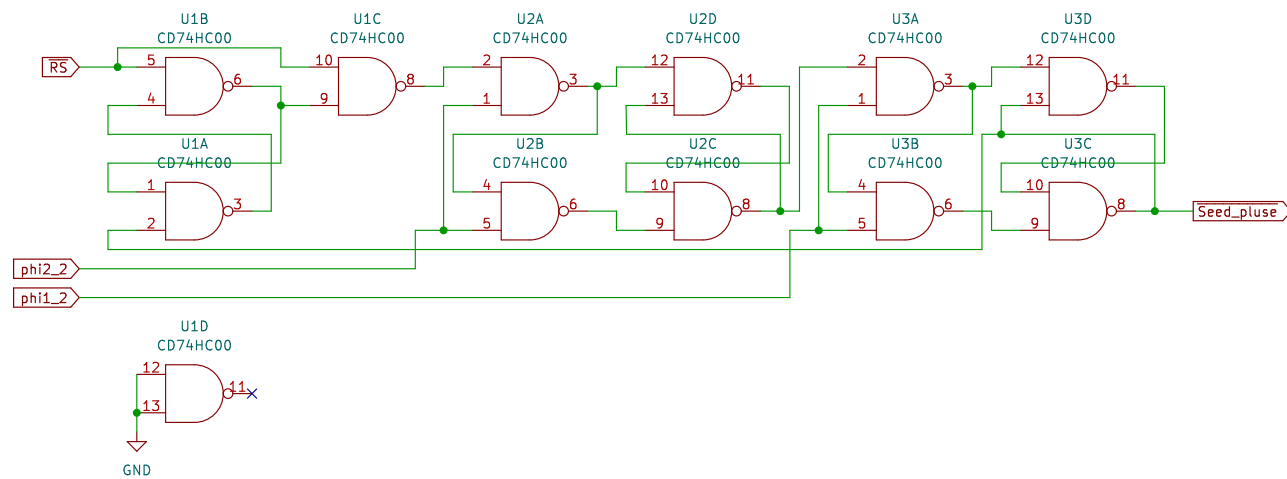 U1B
CD74HC00
U1C
CD74HC00
U2A
CD74HC00
U2D
CD74HC00
U3A
CD74HC00
U3D
CD74HC00
RS
5
4
6
10
9
8
2
1
3
12
13
11
2
1
3
12
13
11
U1A
CD74HC00
U2B
CD74HC00
U2C
CD74HC00
U3B
CD74HC00
U3C
CD74HC00
1
2
3
4
5
6
10
9
8
4
5
6
10
9
8
Seed_pluse
phi2_2
phi1_2
U1D
CD74HC00
12
13
11
GND